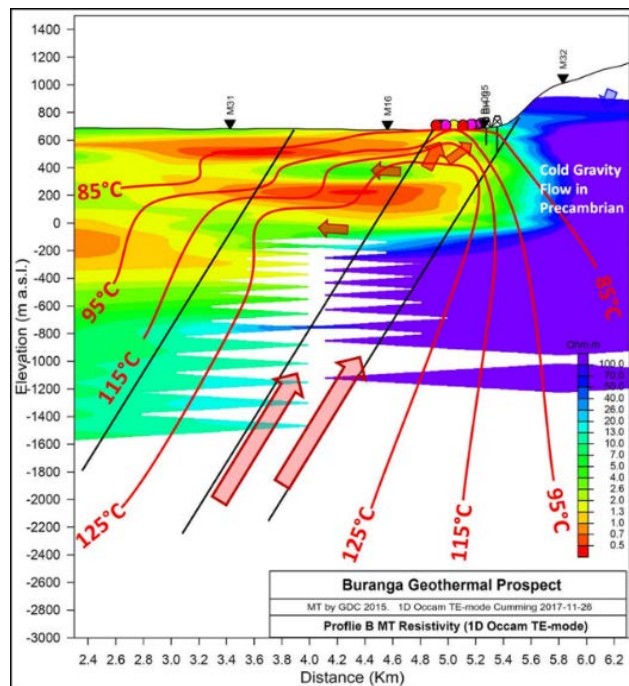 1400
1200
1000
800
600
400
200
0
-200
-400
-600
-800
-1000
-1200
-1400
-1600
-1800
-2000
-2200
-2400
-2600
-2800
-3000
Elevation (m a.s.l.)
M31
M16
M32
Cold Gravity
Flow in
Precambrian
85°C
95°C
115°C
125°C
125°C
115°C
95°C
85°C
Ohm-m
100.0
70.0
50.0
40.0
26.0
20.0
13.0
10.0
7.0
5.0
4.0
2.6
2.0
1.3
1.0
0.7
0.5
Buranga Geothermal Prospect
MT by GDC 2015. 1D Occam TE-mode Cumming 2017-11-26
Proflie B MT Resistivity (1D Occam TE-mode)
2.4 2.6 2.8 3.0 3.2 3.4 3.6 3.8 4.0 4.2 4.4 4.6 4.8 5.0 5.2 5.4 5.6 5.8 6.0 6.2
Distance (Km)